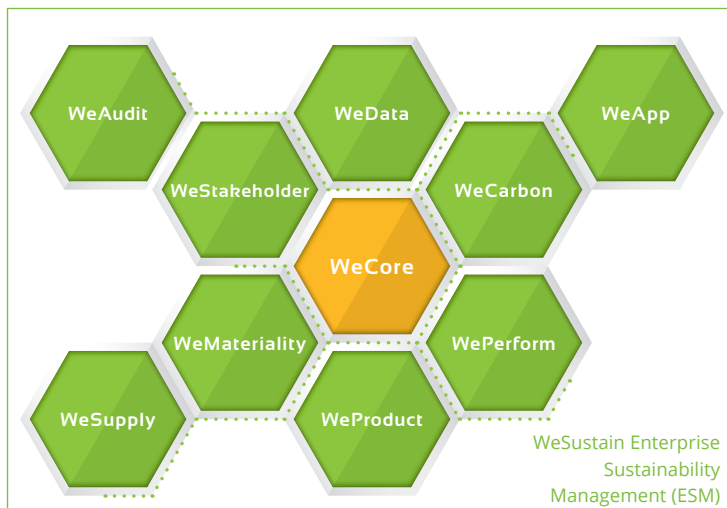 WeAudit
WeData
WeApp
WeStakeholder
WeCarbon
WeCore
WeMateriality
WePerform
WeSupply
WeProduct
WeSustain Enterprise
Sustainability
Management (ESM)